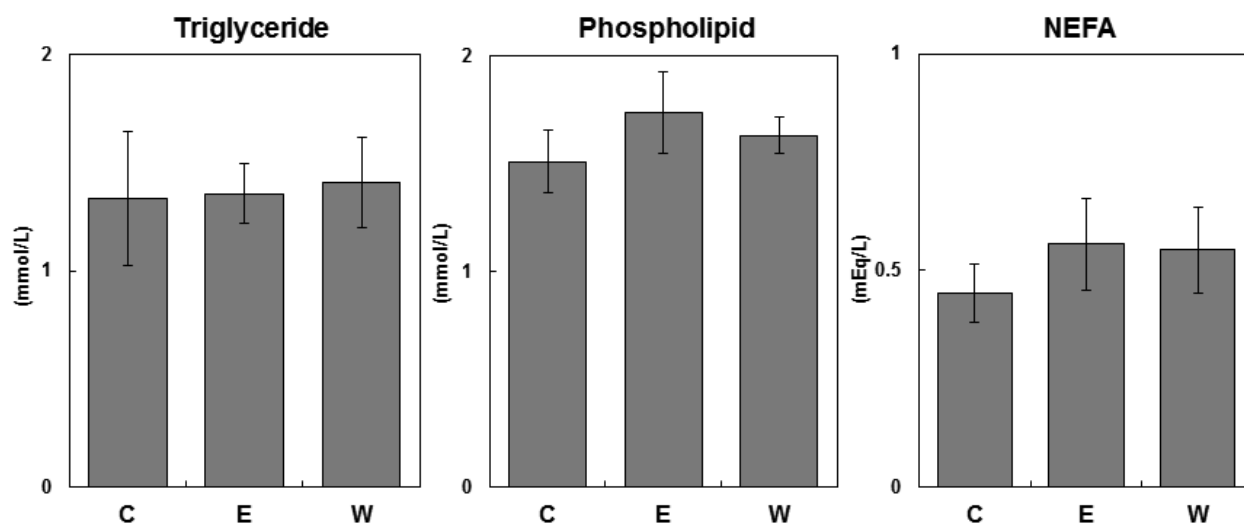 Triglyceride
2
1
0
(mmol/L)
C E W
Phospholipid
2
1
0
(mmol/L)
C E W
NEFA
1
0.5
0
(mEq/L)
C E W